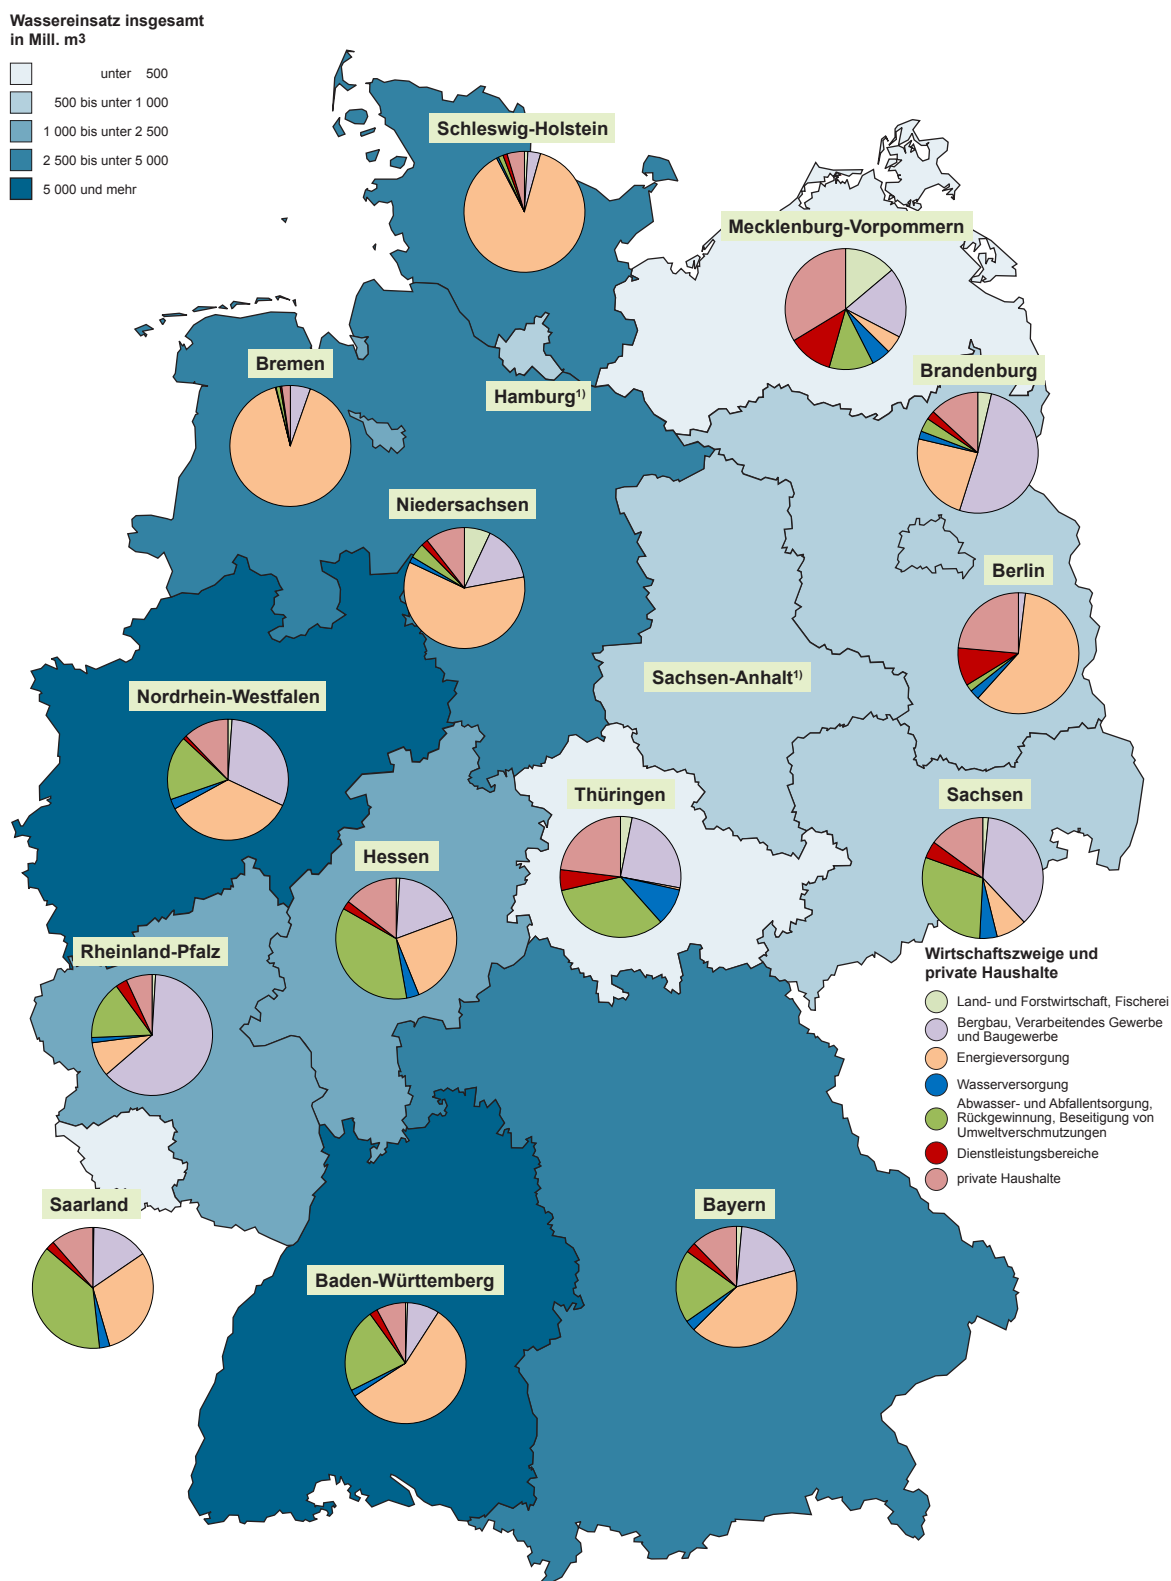 Wassereinsatz insgesamt
in Mill. m³
unter 500
500 bis unter 1 000
1 000 bis unter 2 500
2 500 bis unter 5 000
5 000 und mehr
Schleswig-Holstein
Mecklenburg-Vorpommern
Bremen
Hamburg¹⁾
Brandenburg
Niedersachsen
Berlin
Sachsen-Anhalt¹⁾
Nordrhein-Westfalen
Thüringen
Sachsen
Hessen
Rheinland-Pfalz
Wirtschaftszweige und
private Haushalte
Land- und Forstwirtschaft, Fischerei
Bergbau, Verarbeitendes Gewerbe
und Baugewerbe
Energieversorgung
Wasserversorgung
Abwasser- und Abfallentsorgung,
Rückgewinnung, Beseitigung von
Umweltverschmutzungen
Dienstleistungsbereiche
private Haushalte
Saarland
Bayern
Baden-Württemberg